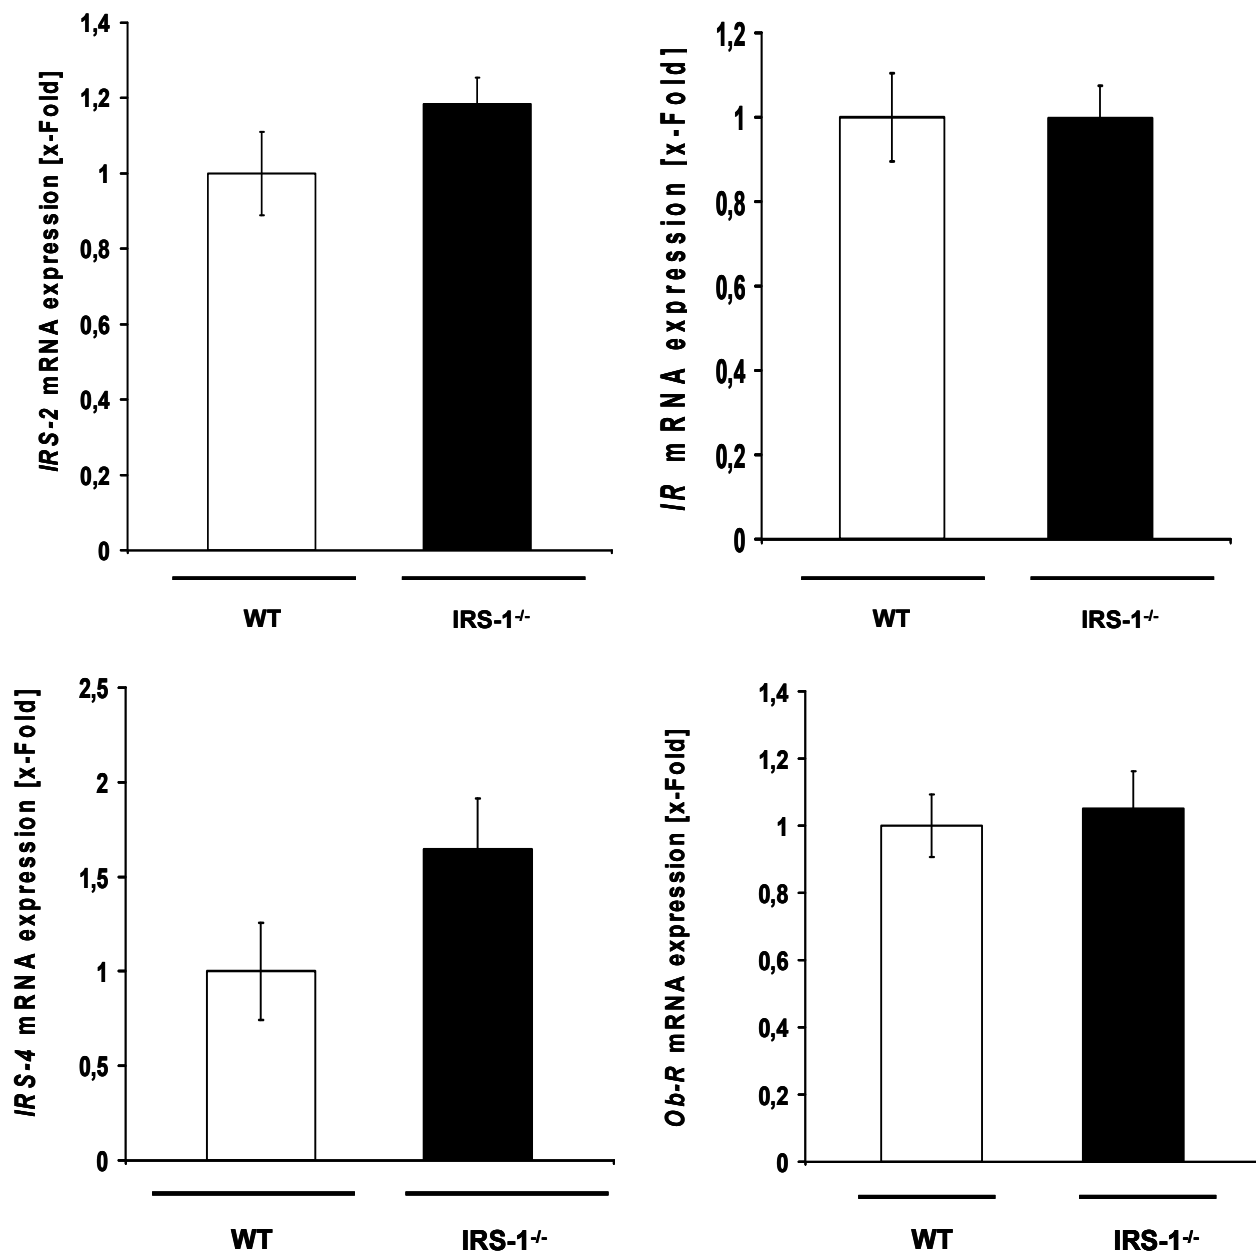 IRS-2 mRNA expression [x-Fold]
1,4
1,2
1
0,8
0,6
0,4
0,2
0
WT
IRS-1-/-
IR mRNA expression [x-Fold]
1,2
1
0,8
0,6
0,4
0,2
0
WT
IRS-1-/-
IRS-4 mRNA expression [x-Fold]
2,5
2
1,5
1
0,5
0
WT
IRS-1-/-
Ob-R mRNA expression [x-Fold]
1,4
1,2
1
0,8
0,6
0,4
0,2
0
WT
IRS-1-/-